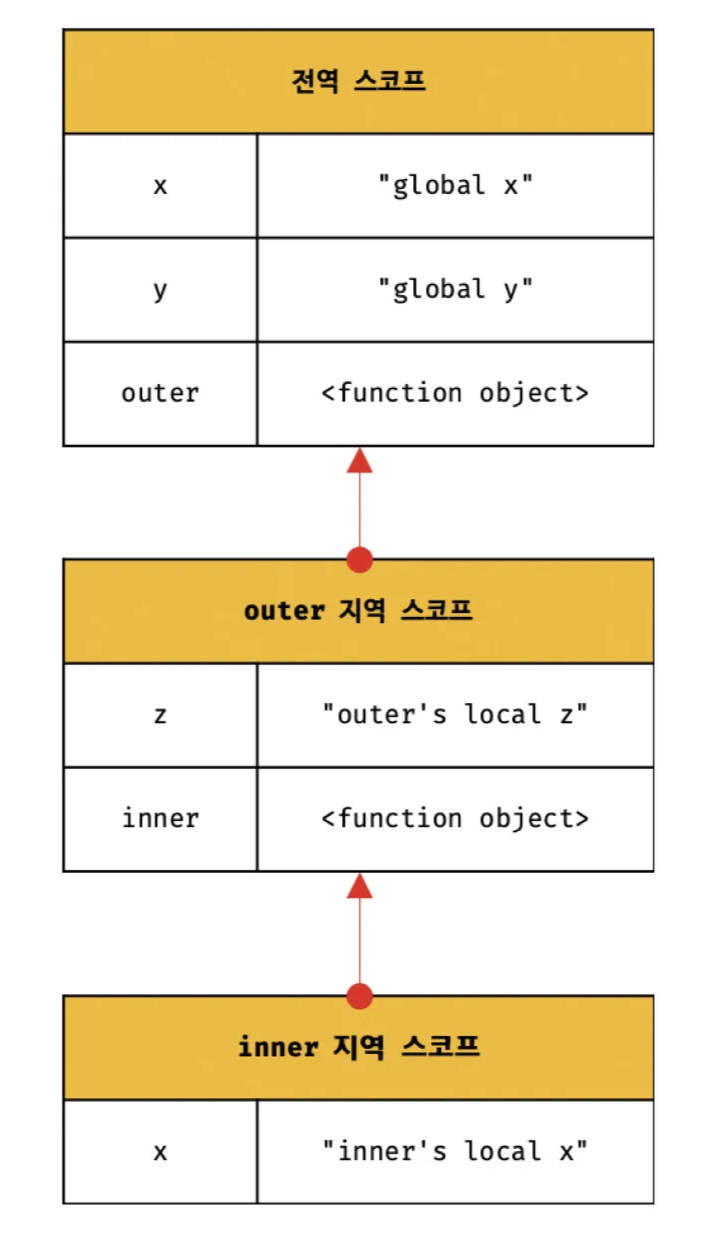 전역 스코프
x "global x"
y "global y"
outer <function object>
outer 지역 스코프
z "outer's local z"
inner <function object>
inner 지역 스코프
x "inner's local x"